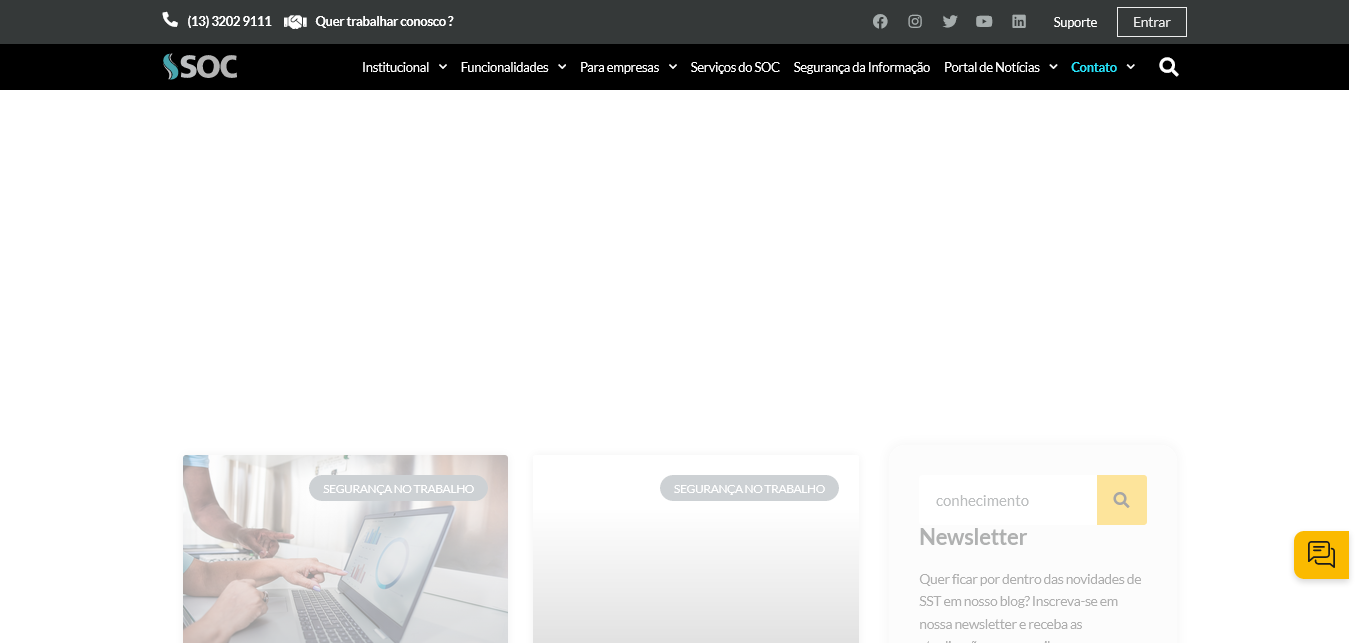 (13) 3202 9111 Quer trabalhar conosco ? Suporte Entrar
SOC Institucional Funcionalidades Para empresas Serviços do SOC Segurança da Informação Portal de Notícias Contato
SEGURANÇA NO TRABALHO SEGURANÇA NO TRABALHO
conhecimento
Newsletter
Quer ficar por dentro das novidades de
SST em nosso blog? Inscreva-se em
nossa newsletter e receba as